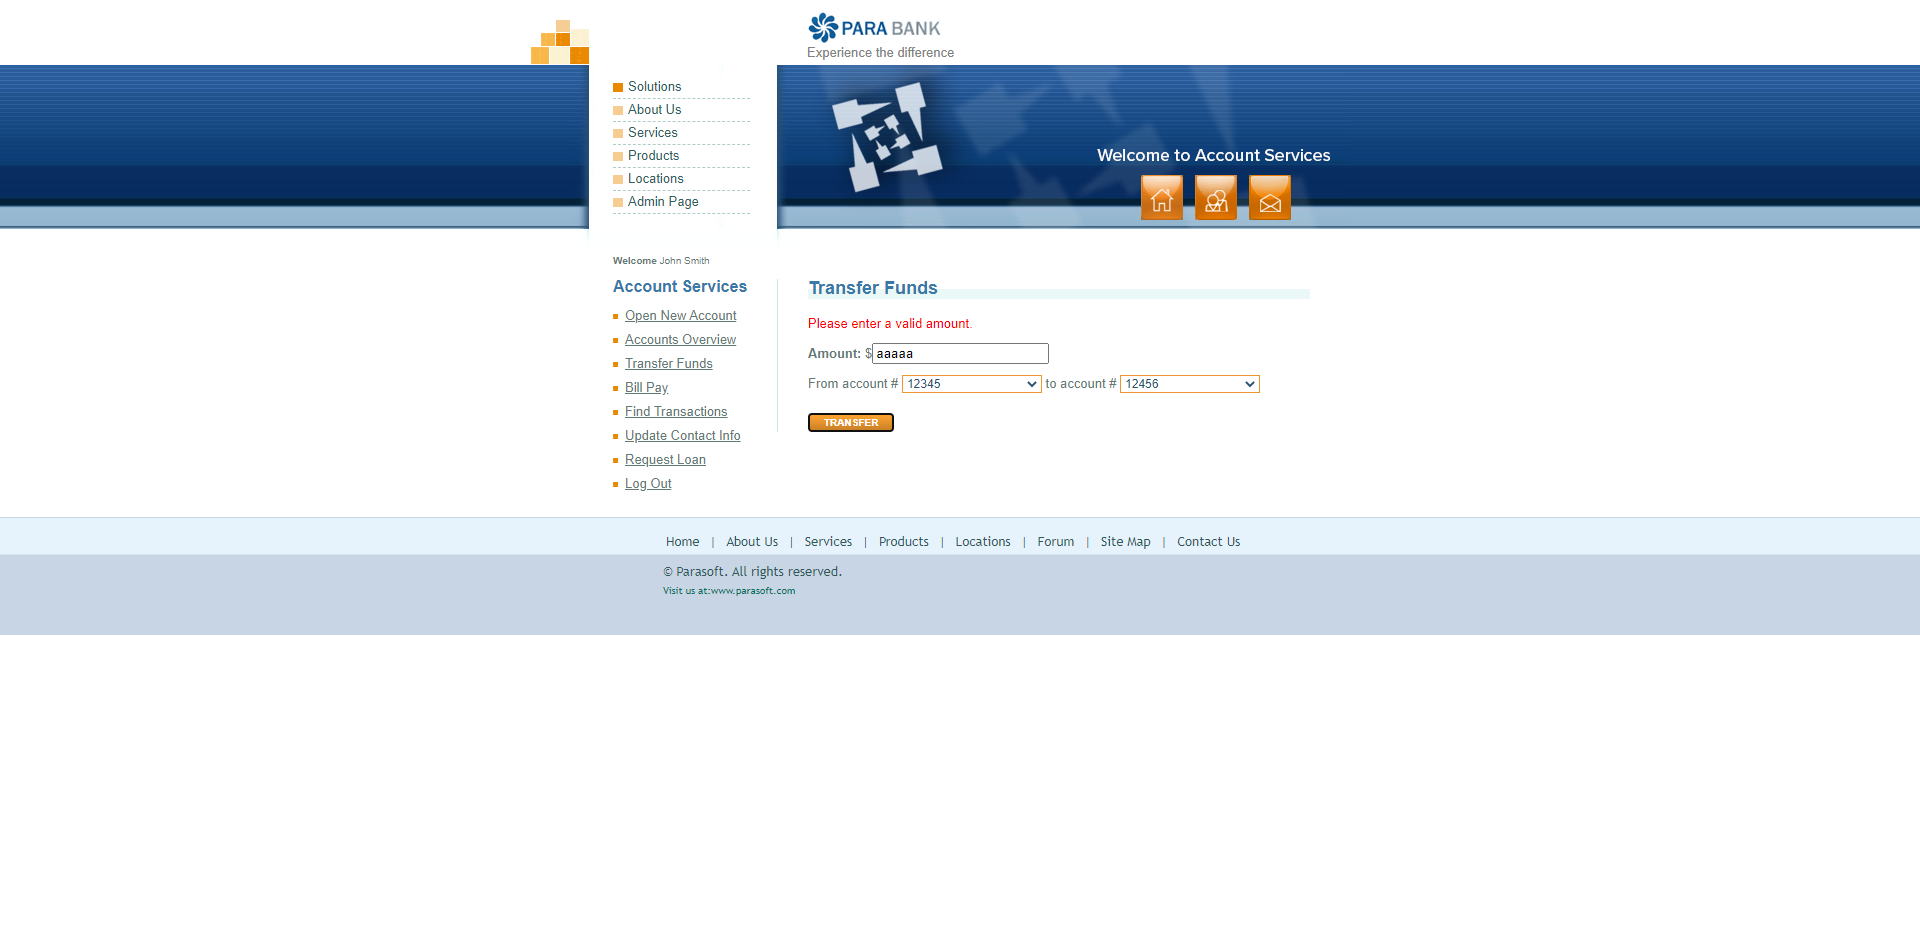 PARA BANK
Experience the difference
Solutions
About Us
Services
Products
Locations
Admin Page
Welcome to Account Services
Welcome John Smith
Account Services
Open New Account
Accounts Overview
Transfer Funds
Bill Pay
Find Transactions
Update Contact Info
Request Loan
Log Out
Transfer Funds
Please enter a valid amount.
Amount: $ aaaaa
From account # 12345 to account # 12456
TRANSFER
Home | About Us | Services | Products | Locations | Forum | Site Map | Contact Us
© Parasoft. All rights reserved.
Visit us at:www.parasoft.com